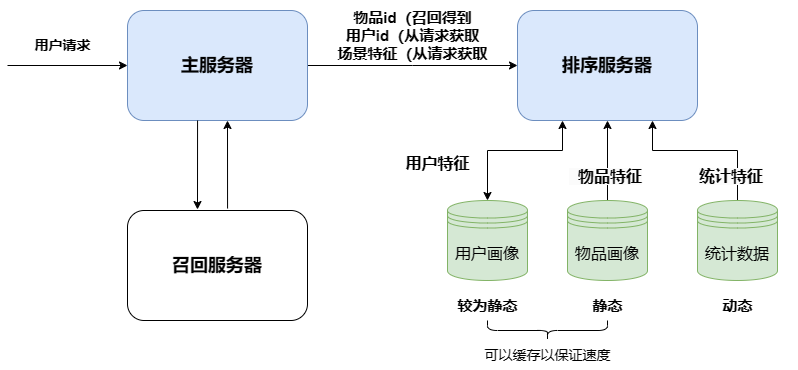 物品id（召回得到
用户id（从请求获取
场景特征（从请求获取
用户请求
主服务器
排序服务器
用户特征
物品特征
统计特征
召回服务器
用户画像
物品画像
统计数据
较为静态
静态
动态
可以缓存以保证速度